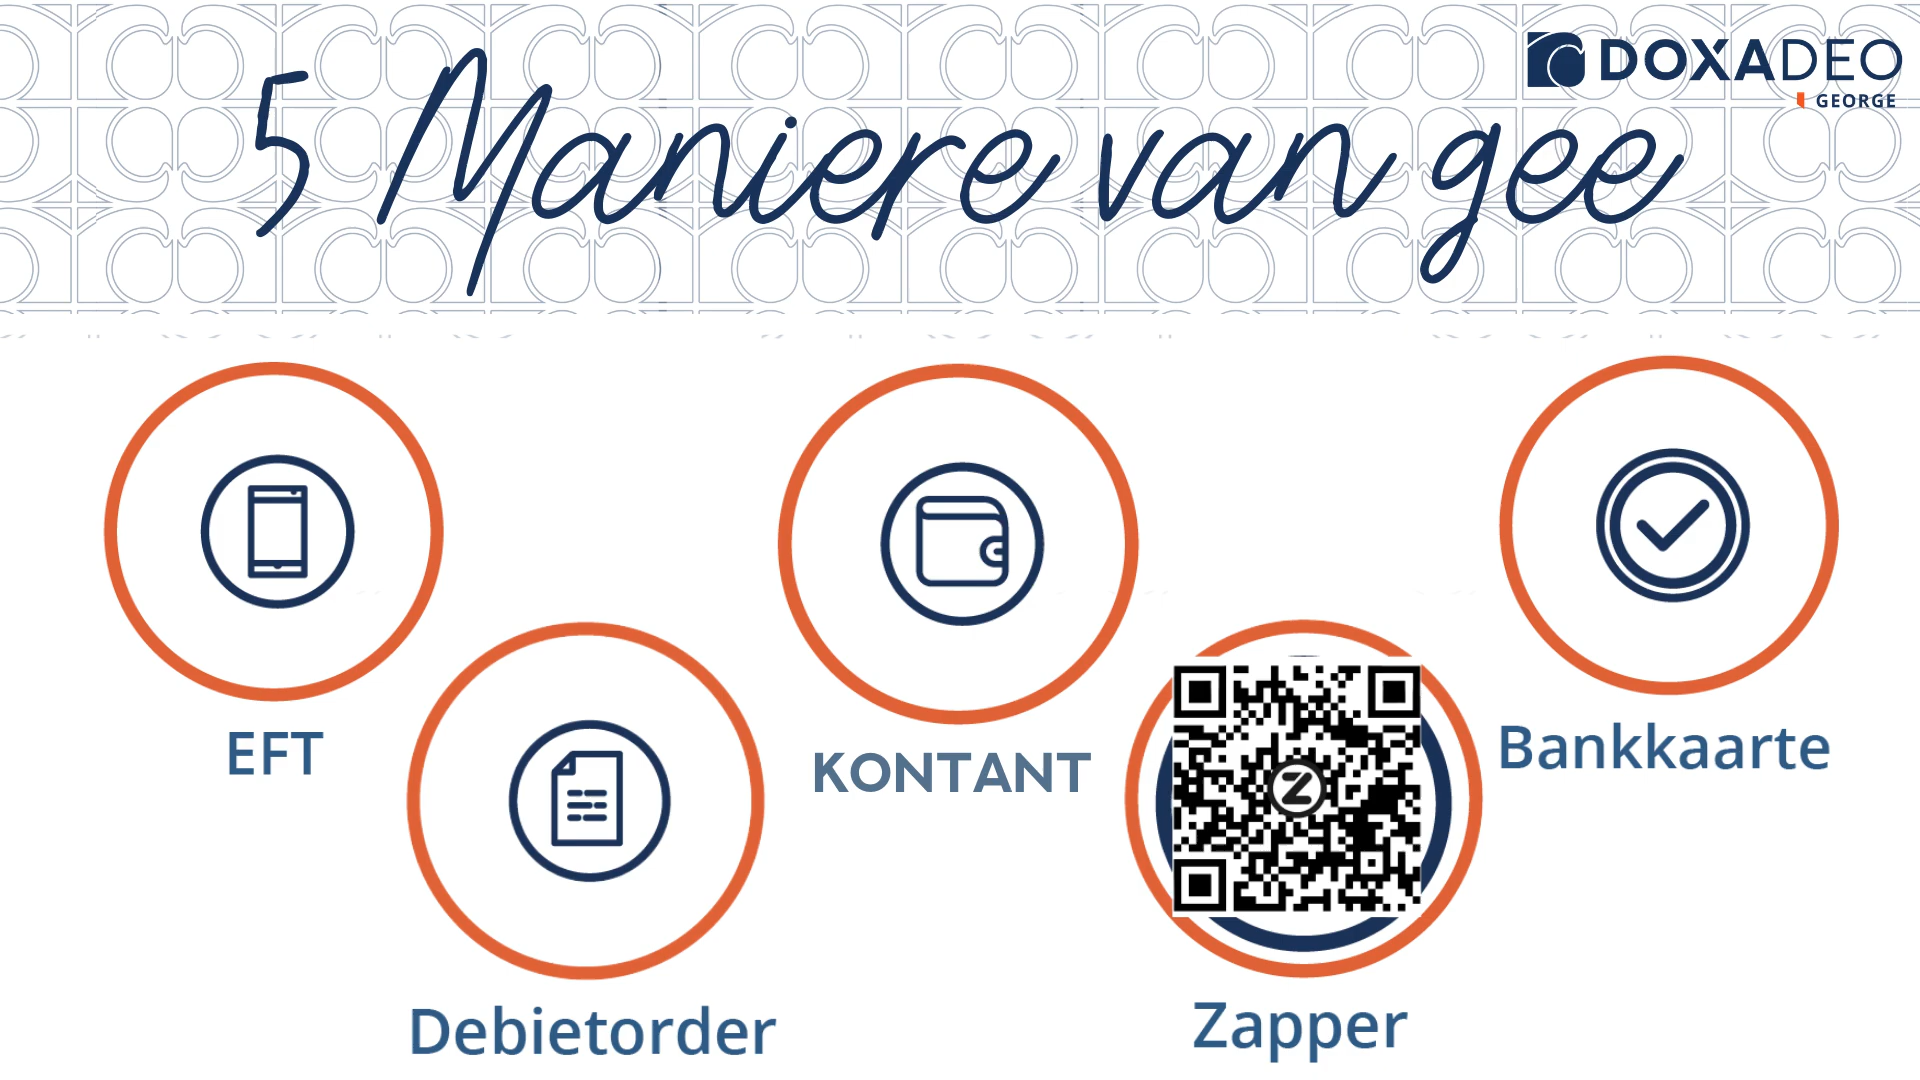 DOXADEO
GEORGE
5 Maniere van gee
EFT
Debietorder
KONTANT
Z
Zapper
Bankkaarte